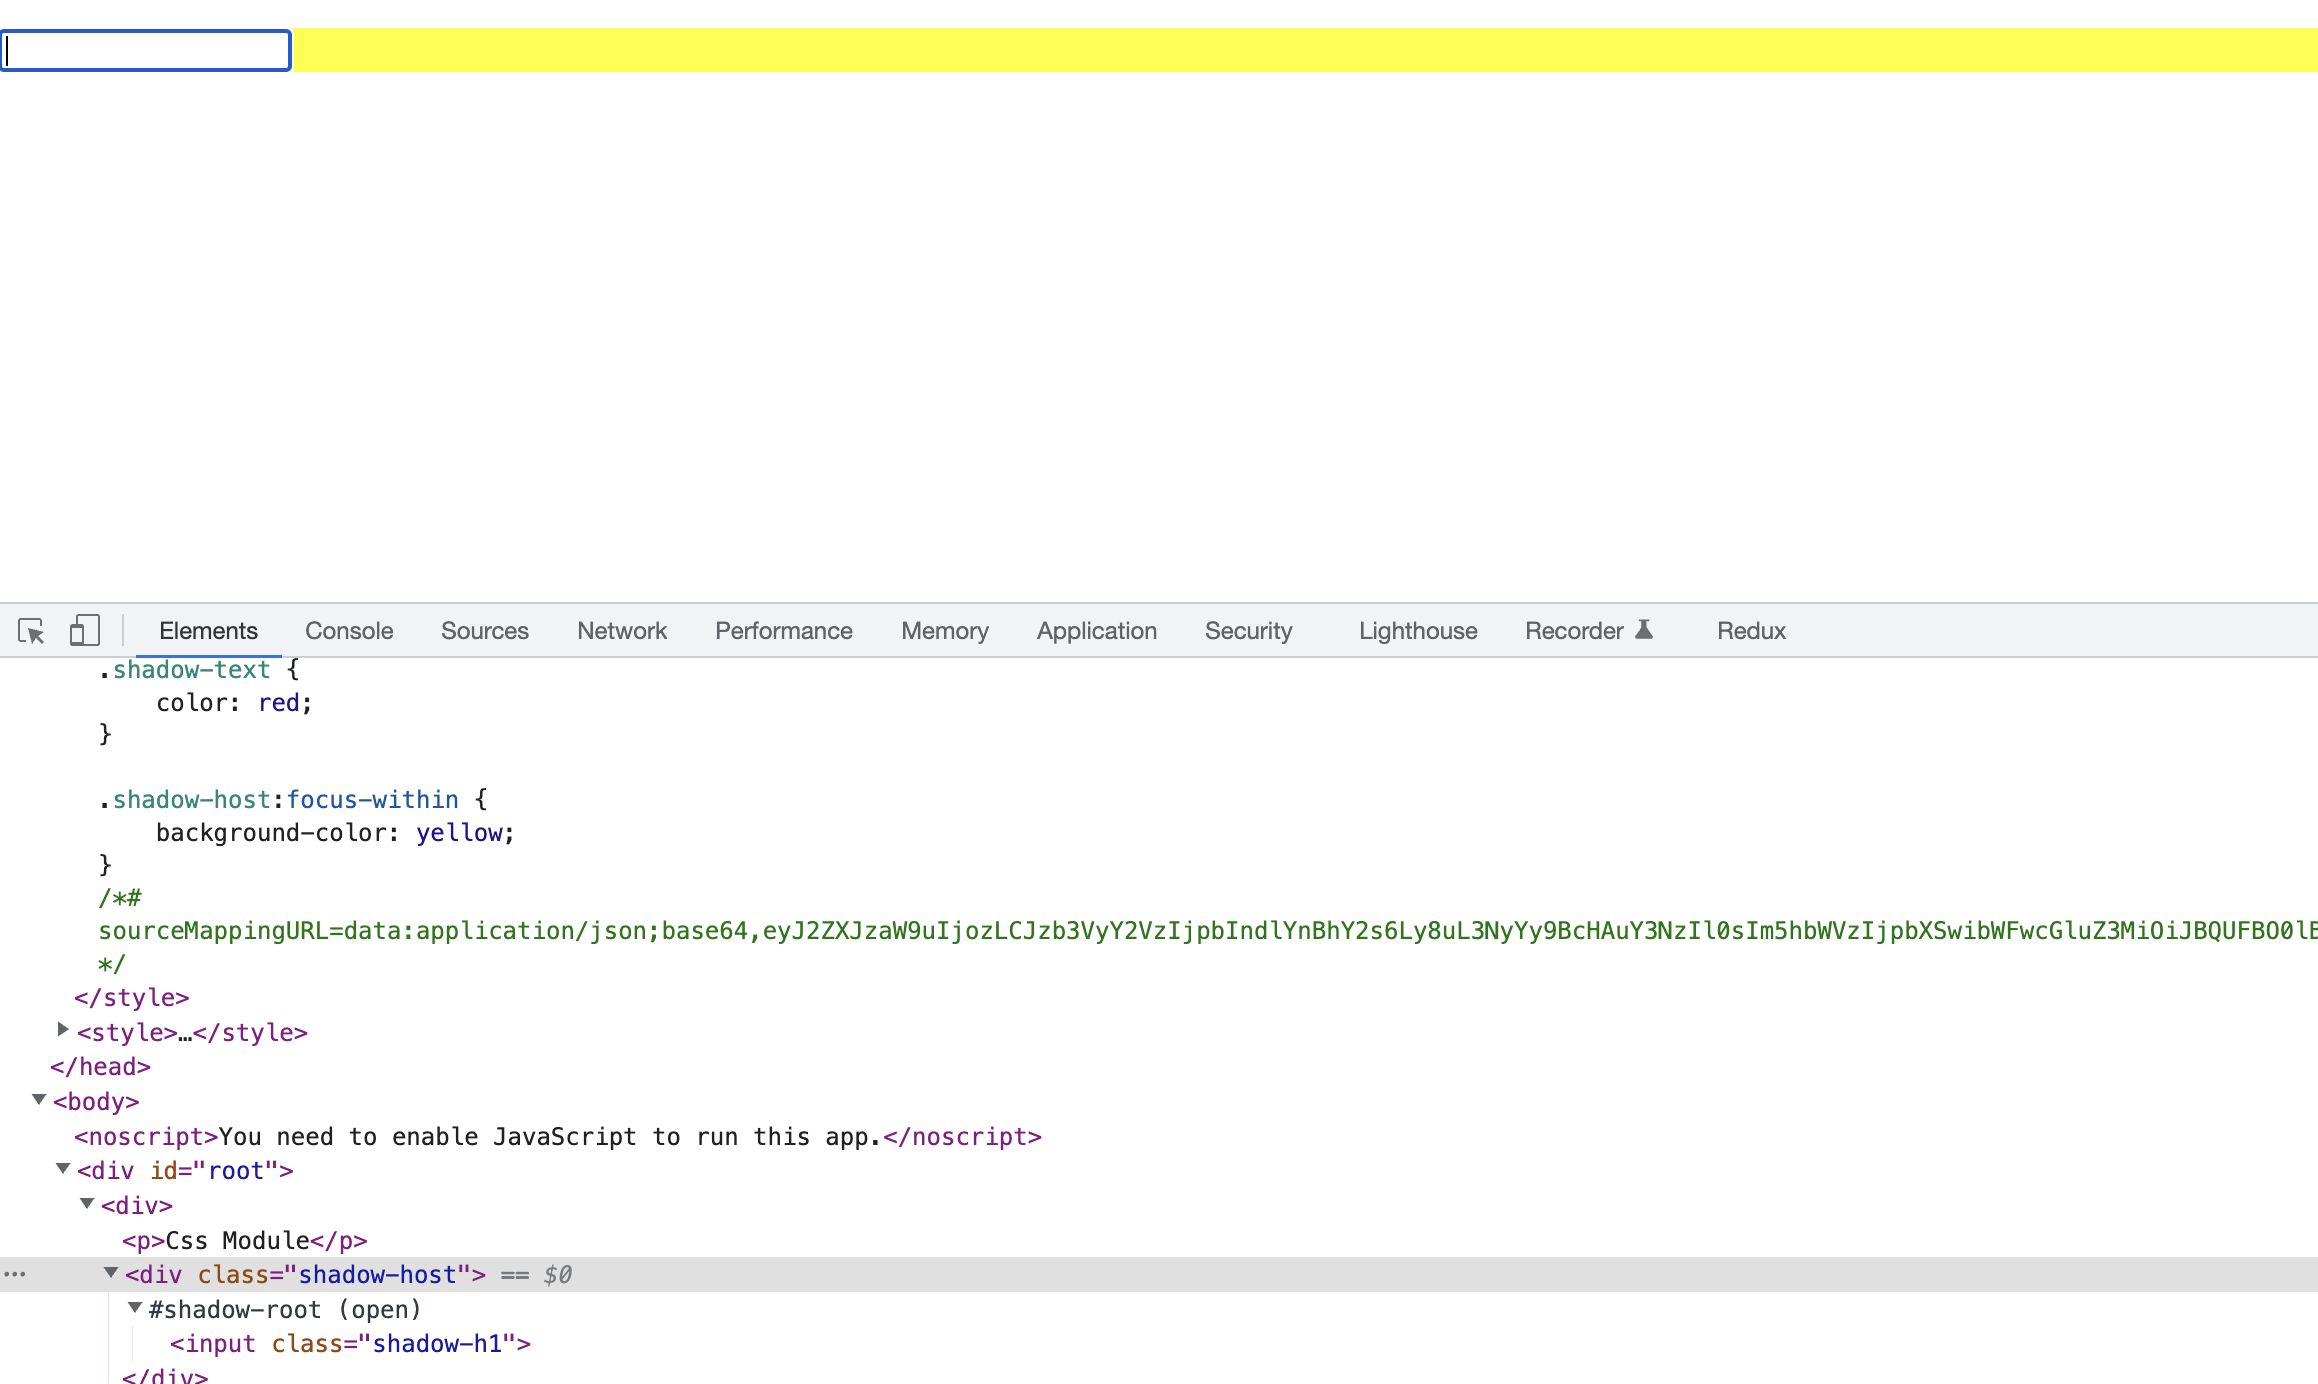 Elements Console Sources Network Performance Memory Application Security Lighthouse Recorder Redux
.shadow-text {
color: red;
}
.shadow-host:focus-within {
background-color: yellow;
}
/*#
sourceMappingURL=data:application/json;base64,eyJ2ZXJzaW9uIjozLCJzb3VyY2VzIjpbIndlYnBhY2s6Ly8uL3NyYy9BcHAuY3NzIl0sIm5hbWVzIjpbXSwibWFwcGluZ3MiOiJBQUFBO0lB
*/
</style>
<style>…</style>
</head>
<body>
<noscript>You need to enable JavaScript to run this app.</noscript>
<div id="root">
<div>
<p>Css Module</p>
<div class="shadow-host"> == $0
#shadow-root (open)
<input class="shadow-h1">
</div>